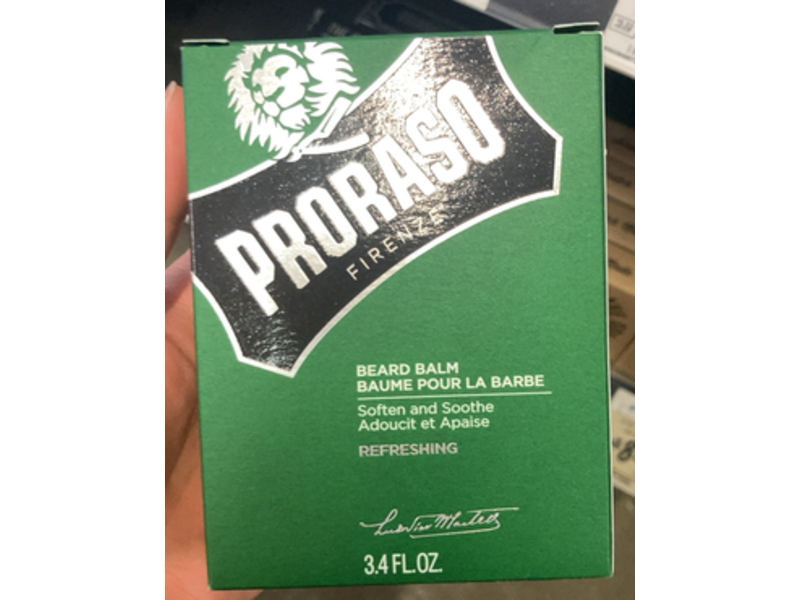 PRORASO
FIRENZE
BEARD BALM
BAUME POUR LA BARBE
Soften and Soothe
Adoucit et Apaise
REFRESHING
3.4 FL.OZ.